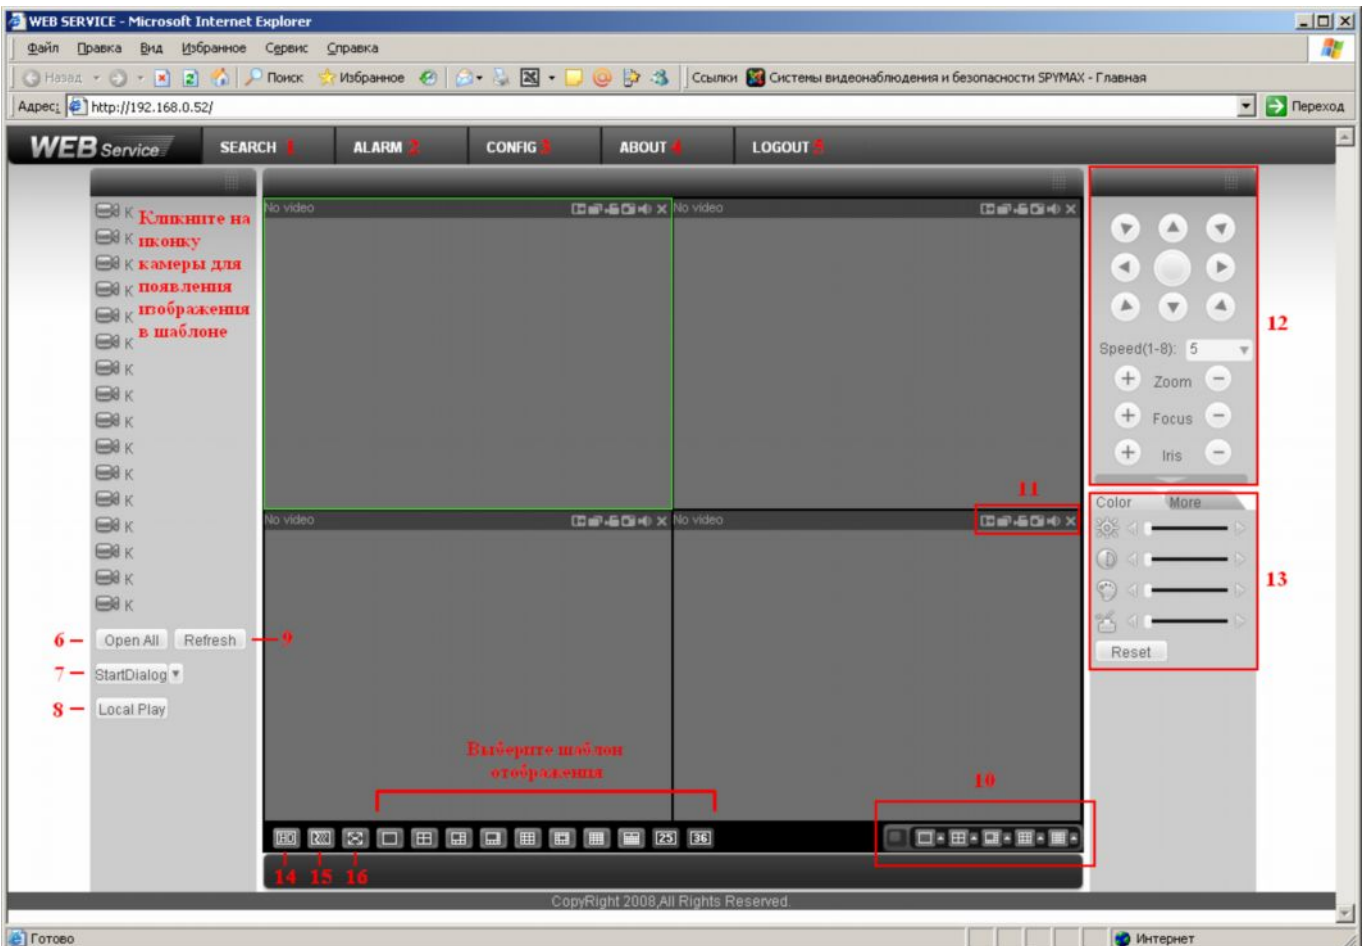 WEB SERVICE - Microsoft Internet Explorer
Файл Правка Вид Избранное Сервис Справка
Назад Поиск Избранное Ссылки Системы видеонаблюдения и безопасности SPYMAX - Главная
Адрес: http://192.168.0.52/ Переход
WEB Service SEARCH 1 ALARM 2 CONFIG 3 ABOUT 4 LOGOUT 5
К Кликните на
К иконку
К камеры для
К появления
К изображения
К в шаблоне
К
К
К
К
К
К
К
К
К
К
6 Open All Refresh 9
7 StartDialog
8 Local Play
No video
No video
No video
No video
11
Выберите шаблон
отображения
10
HD 25 36
14 15 16
12
Speed(1-8): 5
+ Zoom −
+ Focus −
+ Iris −
Color More
13
Reset
CopyRight 2008,All Rights Reserved.
Готово Интернет